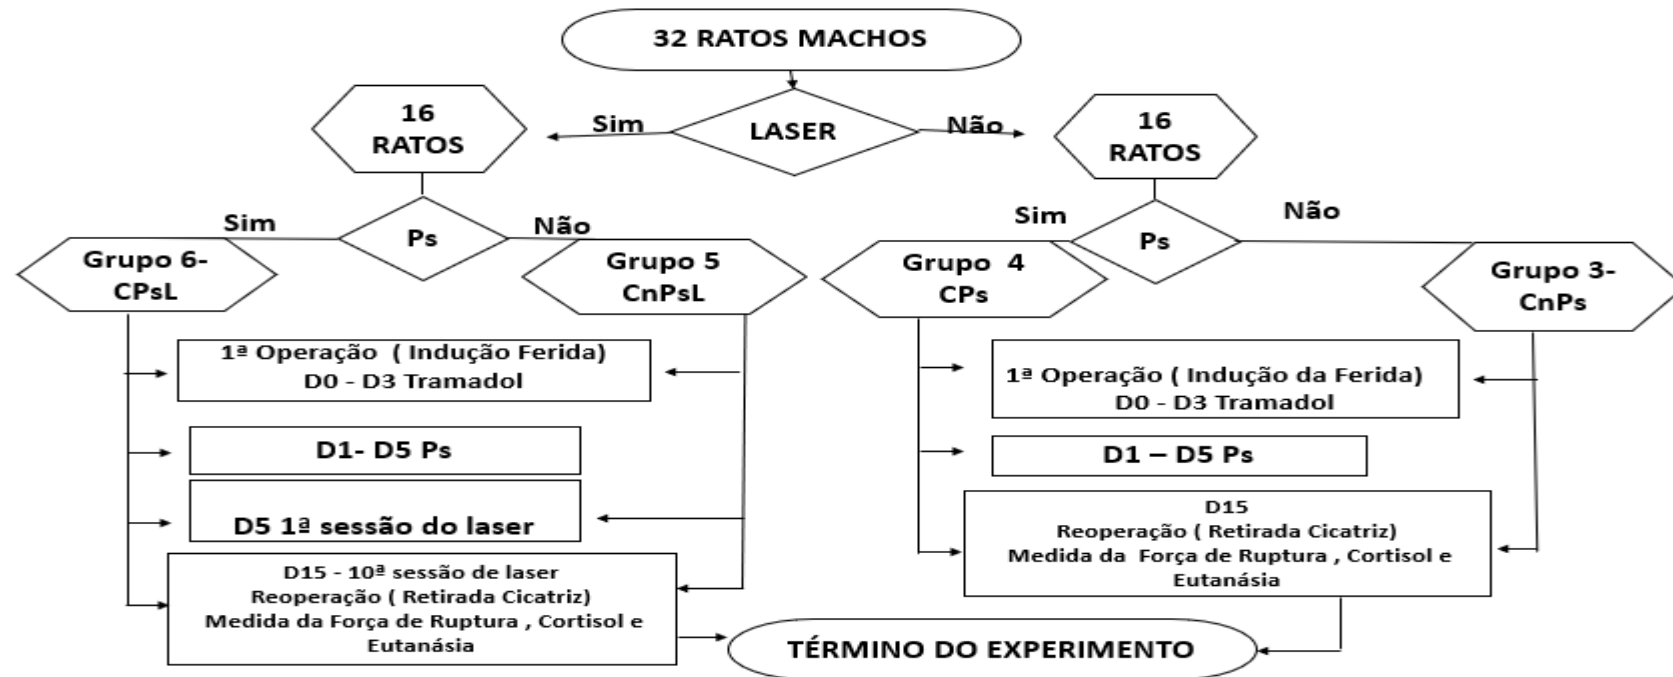 32 RATOS MACHOS
16
RATOS
Sim
LASER
Não
16
RATOS
Sim
Ps
Não
Sim
Ps
Não
Grupo 6-
CPsL
Grupo 5
CnPsL
Grupo 4
CPs
Grupo 3-
CnPs
1ª Operação ( Indução Ferida)
D0 - D3 Tramadol
1ª Operação ( Indução da Ferida)
D0 - D3 Tramadol
D1- D5 Ps
D1 – D5 Ps
D5 1ª sessão do laser
D15
Reoperação ( Retirada Cicatriz)
Medida da Força de Ruptura , Cortisol e
Eutanásia
D15 - 10ª sessão de laser
Reoperação ( Retirada Cicatriz)
Medida da Força de Ruptura , Cortisol e
Eutanásia
TÉRMINO DO EXPERIMENTO